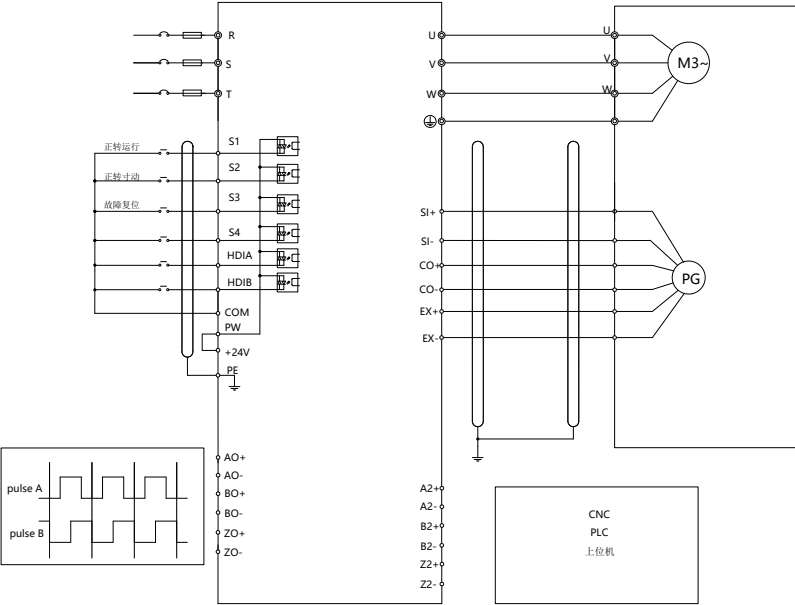 R
S
T
正转运行
S1
正转寸动
S2
故障复位
S3
S4
HDIA
HDIB
COM
PW
+24V
PE
AO+
AO-
BO+
BO-
ZO+
ZO-
pulse A
pulse B
U
V
W
U
V
W
M3~
SI+
SI-
CO+
CO-
EX+
EX-
PG
A2+
A2-
B2+
B2-
Z2+
Z2-
CNC
PLC
上位机